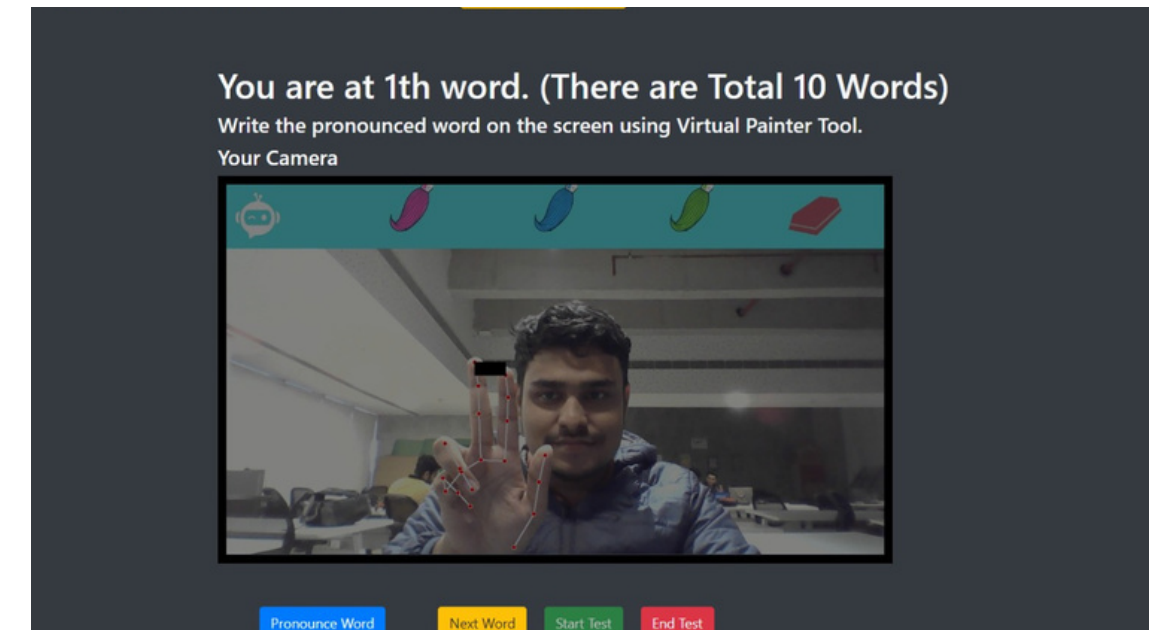 You are at 1th word. (There are Total 10 Words)
Write the pronounced word on the screen using Virtual Painter Tool.
Your Camera
Pronounce Word Next Word Start Test End Test